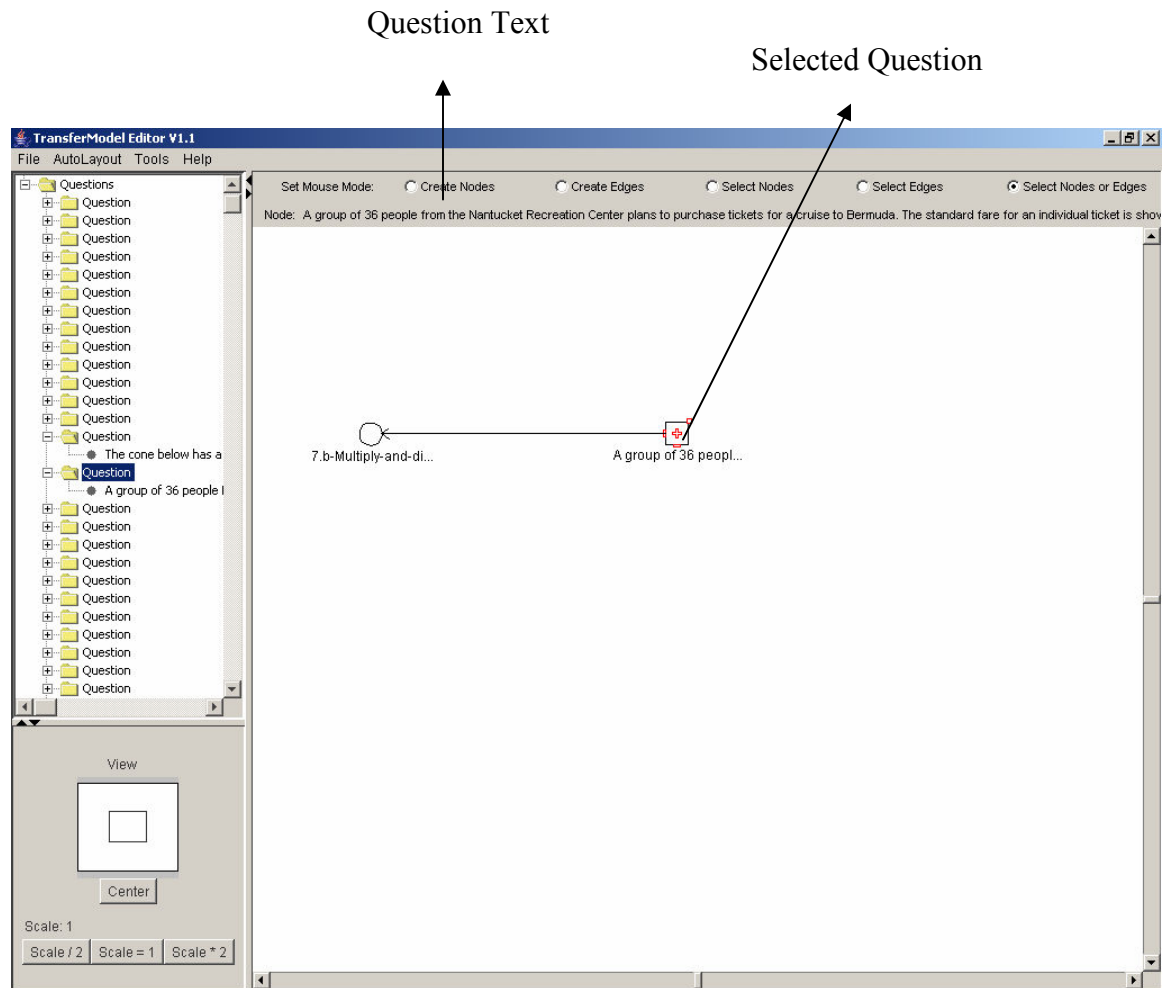 Question Text
Selected Question
TransferModel Editor V1.1
File AutoLayout Tools Help
Questions
Question
Question
Question
Question
Question
Question
Question
Question
Question
Question
Question
Question
Question
Question
The cone below has a
Question
A group of 36 people
Question
Question
Question
Question
Question
Question
Question
Question
Question
Question
Question
Set Mouse Mode: Create Nodes Create Edges Select Nodes Select Edges Select Nodes or Edges
Node: A group of 36 people from the Nantucket Recreation Center plans to purchase tickets for a cruise to Bermuda. The standard fare for an individual ticket is shov
7.b-Multiply-and-di...
A group of 36 peopl...
View
Center
Scale: 1
Scale / 2 Scale = 1 Scale * 2